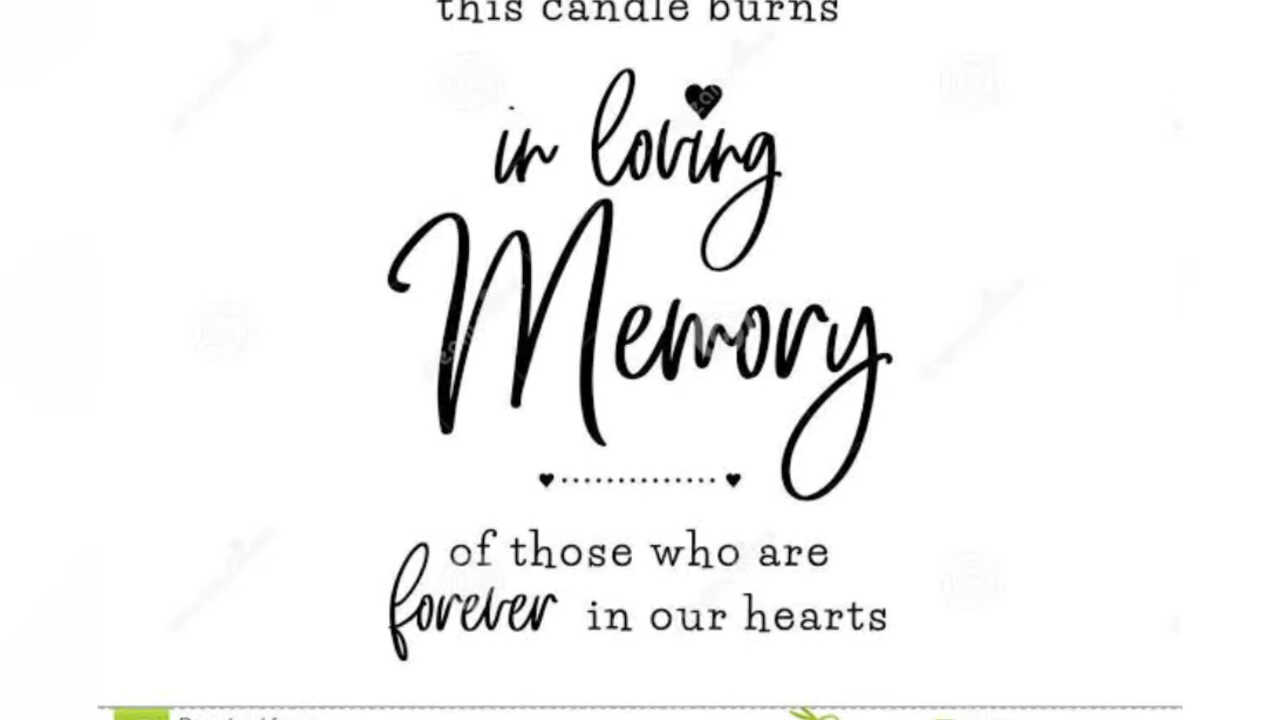 this candle burns
in loving
Memory
of those who are
forever in our hearts